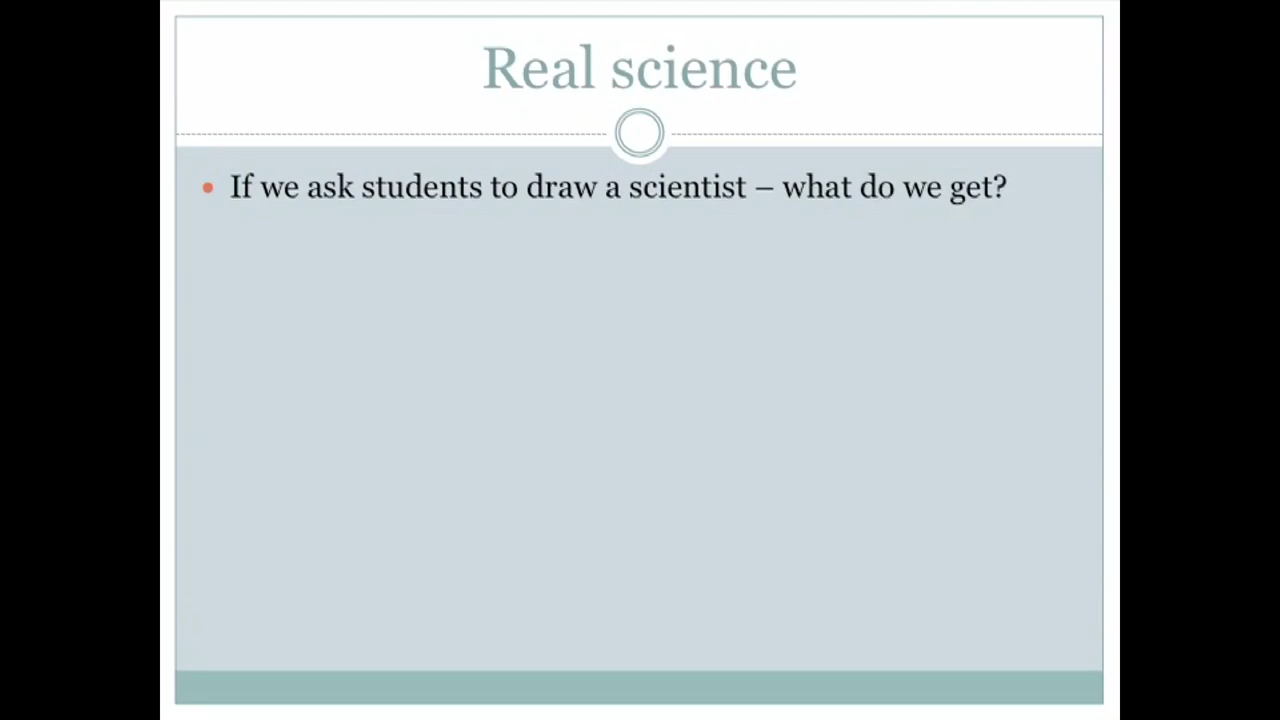 Real science
If we ask students to draw a scientist – what do we get?